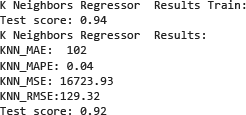 K Neighbors Regressor  Results Train:
Test score: 0.94
K Neighbors Regressor  Results:
KNN_MAE:  102
KNN_MAPE: 0.04
KNN_MSE: 16723.93
KNN_RMSE:129.32
Test score: 0.92